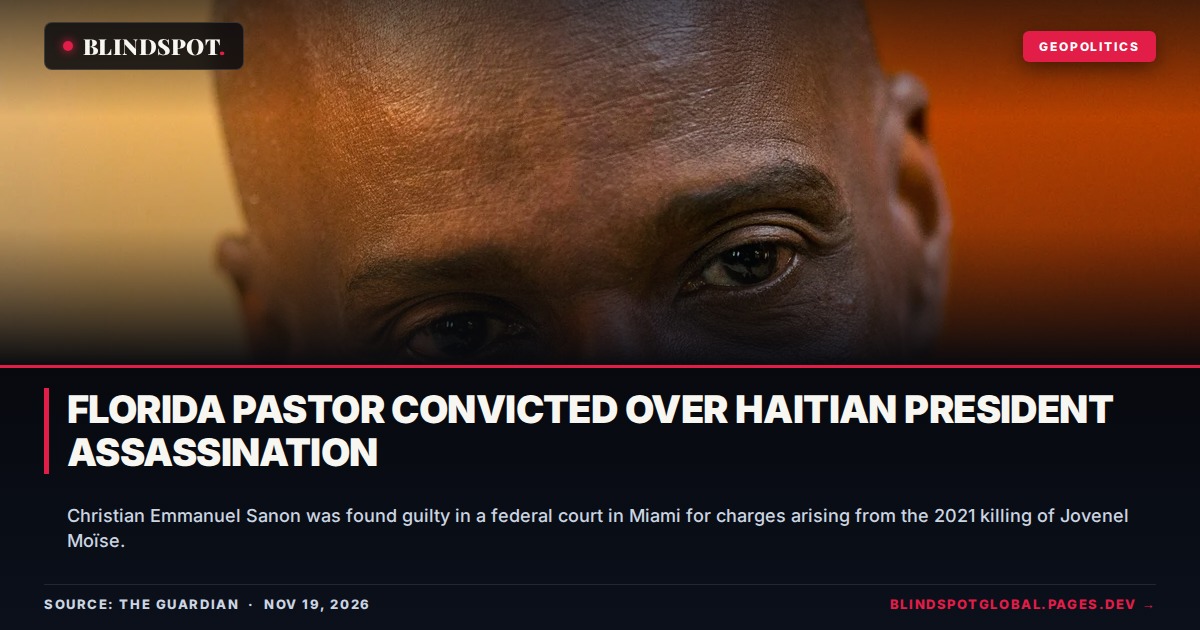 BLINDSPOT.
GEOPOLITICS
FLORIDA PASTOR CONVICTED OVER HAITIAN PRESIDENT
ASSASSINATION
Christian Emmanuel Sanon was found guilty in a federal court in Miami for charges arising from the 2021 killing of Jovenel
Moïse.
SOURCE: THE GUARDIAN · NOV 19, 2026
BLINDSPOTGLOBAL.PAGES.DEV →